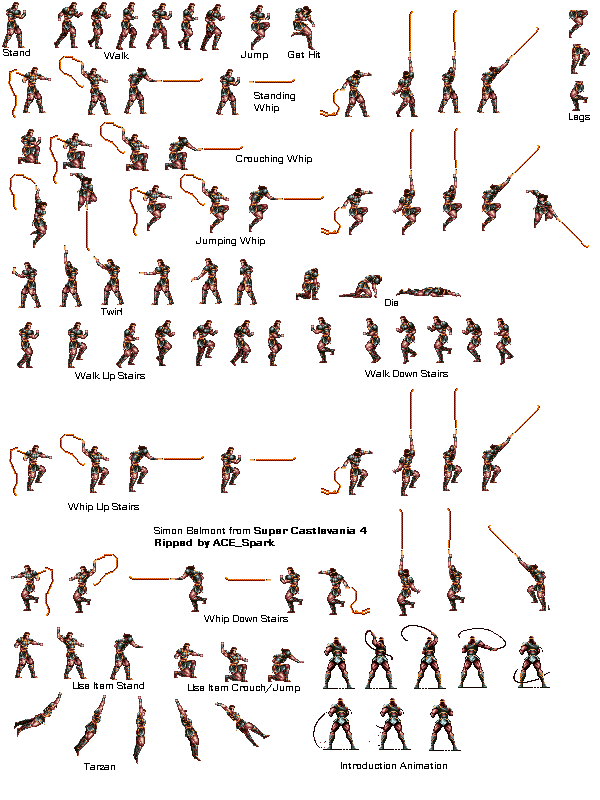 Stand
Walk
Jump
Get Hit
Standing
Whip
Legs
Crouching Whip
Jumping Whip
Twirl
Die
Walk Up Stairs
Walk Down Stairs
Whip Up Stairs
Simon Belmont from Super Castlevania 4
Ripped by ACE_Spark
Whip Down Stairs
Use Item Stand
Use Item Crouch/Jump
Tarzan
Introduction Animation